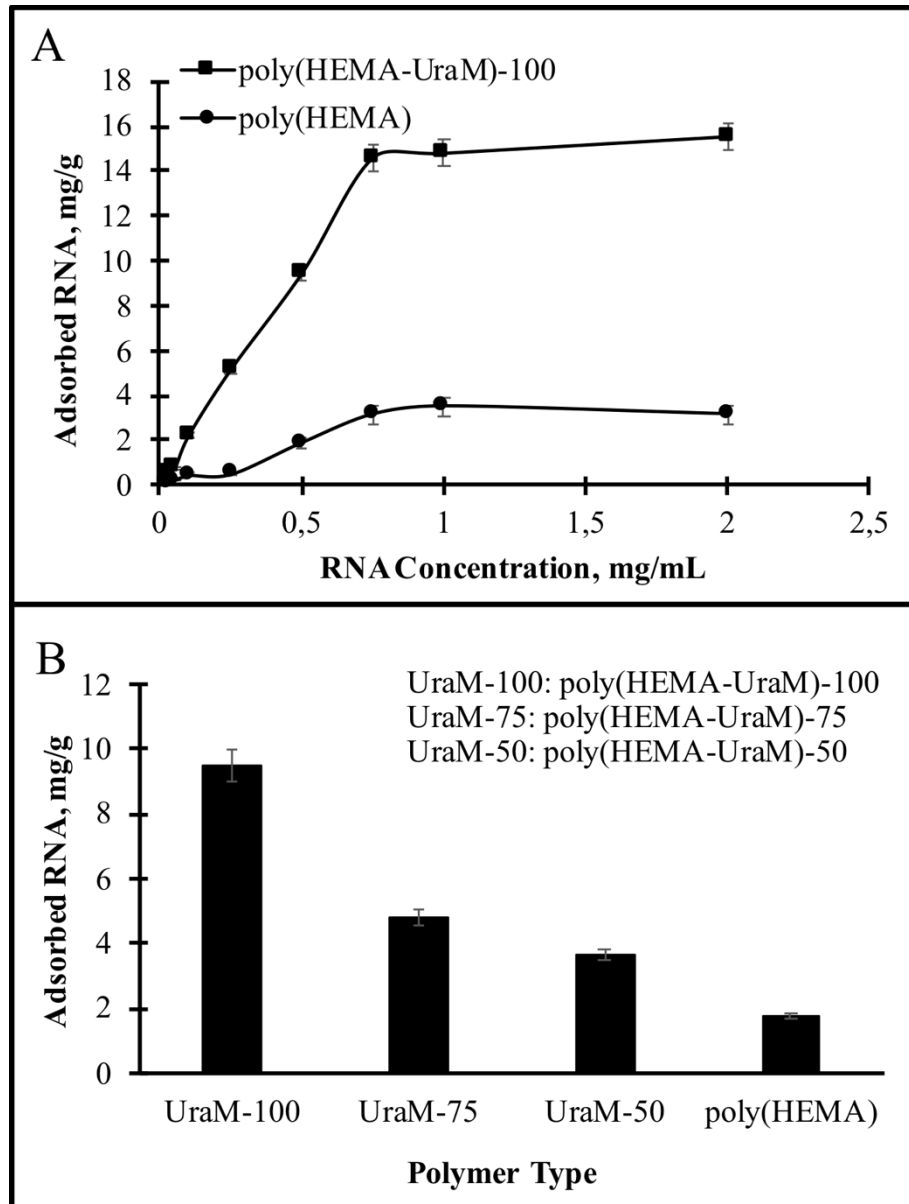 A
poly(HEMA-UraM)-100
poly(HEMA)
18
16
14
12
10
8
6
4
2
0
Adsorbed RNA, mg/g
0 0,5 1 1,5 2 2,5
RNA Concentration, mg/mL
B
UraM-100: poly(HEMA-UraM)-100
UraM-75: poly(HEMA-UraM)-75
UraM-50: poly(HEMA-UraM)-50
12
10
8
6
4
2
0
Adsorbed RNA, mg/g
UraM-100 UraM-75 UraM-50 poly(HEMA)
Polymer Type